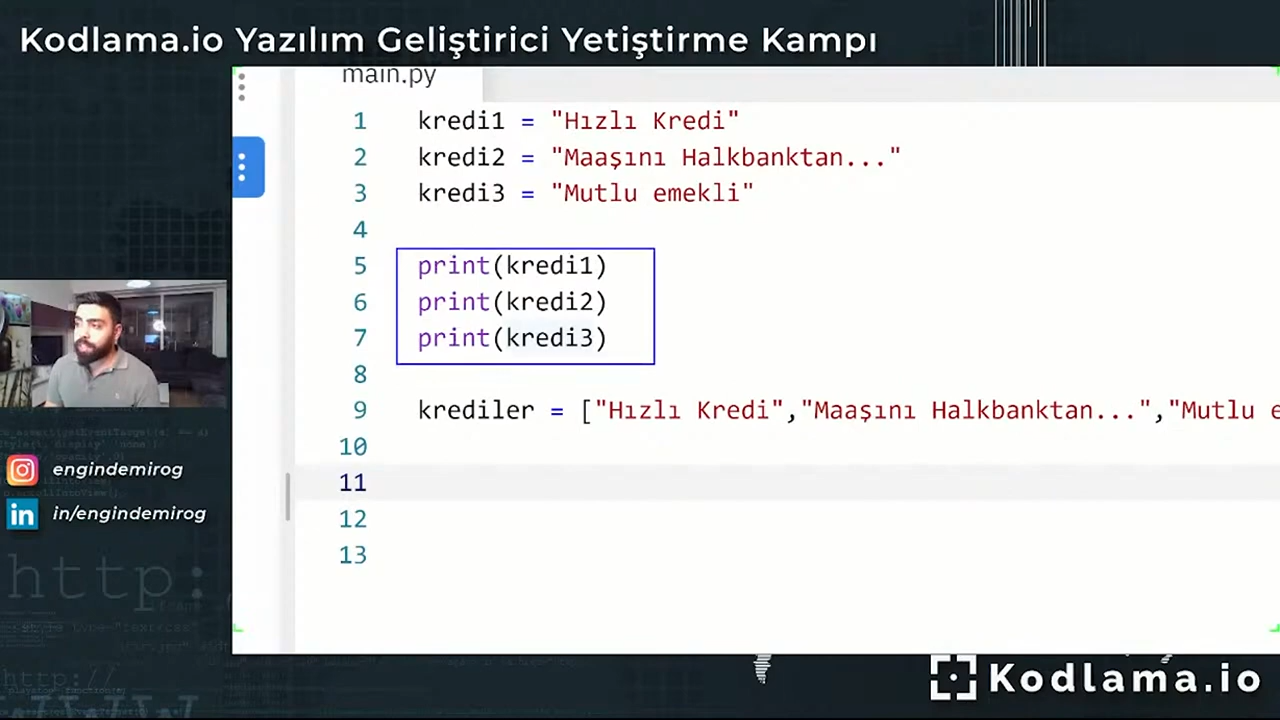 Kodlama.io Yazılım Geliştirici Yetiştirme Kampı
main.py
1 kredi1 = "Hızlı Kredi"
2 kredi2 = "Maaşını Halkbanktan..."
3 kredi3 = "Mutlu emekli"
4
5 print(kredi1)
6 print(kredi2)
7 print(kredi3)
8
9 krediler = ["Hızlı Kredi","Maaşını Halkbanktan...","Mutlu e
10
11
12
13
engindemirog
in/engindemirog
http:
http://
Kodlama.io